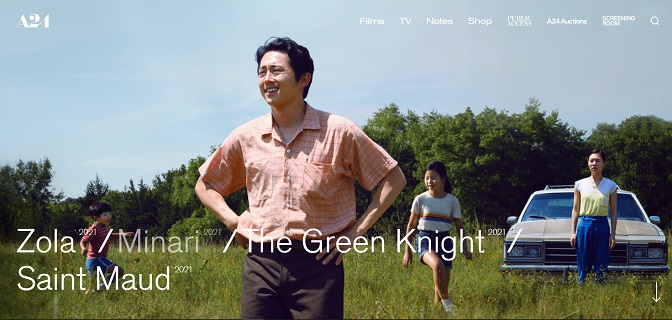 A24
Films TV Notes Shop PUBLIC ACCESS A24 Auctions SCREENING ROOM
Zola 2021 / Minari 2021 / The Green Knight 2021 /
Saint Maud 2021